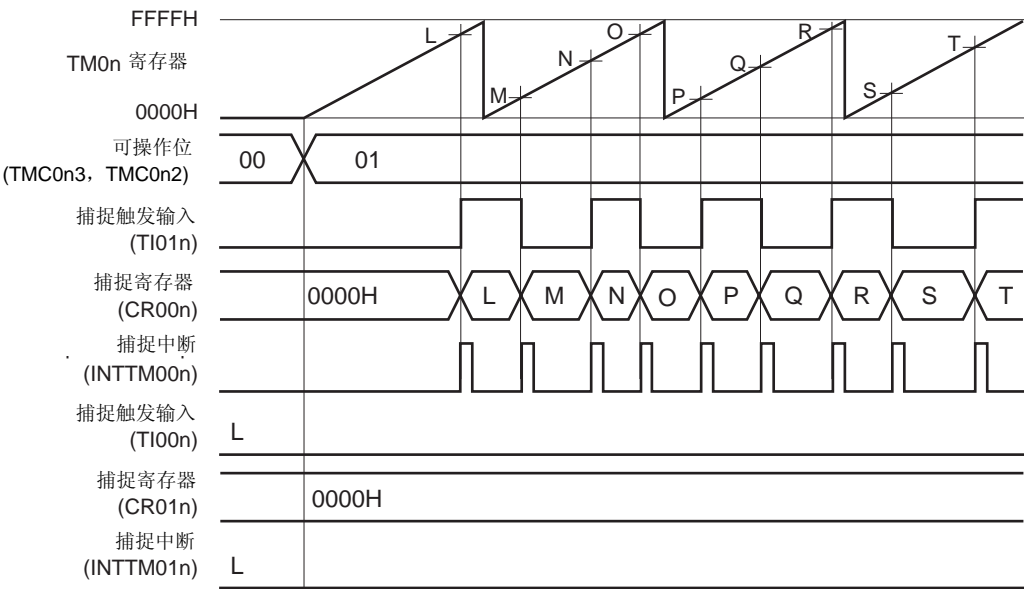 FFFFH
TM0n 寄存器
0000H
L
M
N
O
P
Q
R
S
T
可操作位
(TMC0n3，TMC0n2)
00
01
捕捉触发输入
(TI01n)
捕捉寄存器
(CR00n)
0000H
L
M
N
O
P
Q
R
S
T
捕捉中断
(INTTM00n)
捕捉触发输入
(TI00n)
L
捕捉寄存器
(CR01n)
0000H
捕捉中断
(INTTM01n)
L